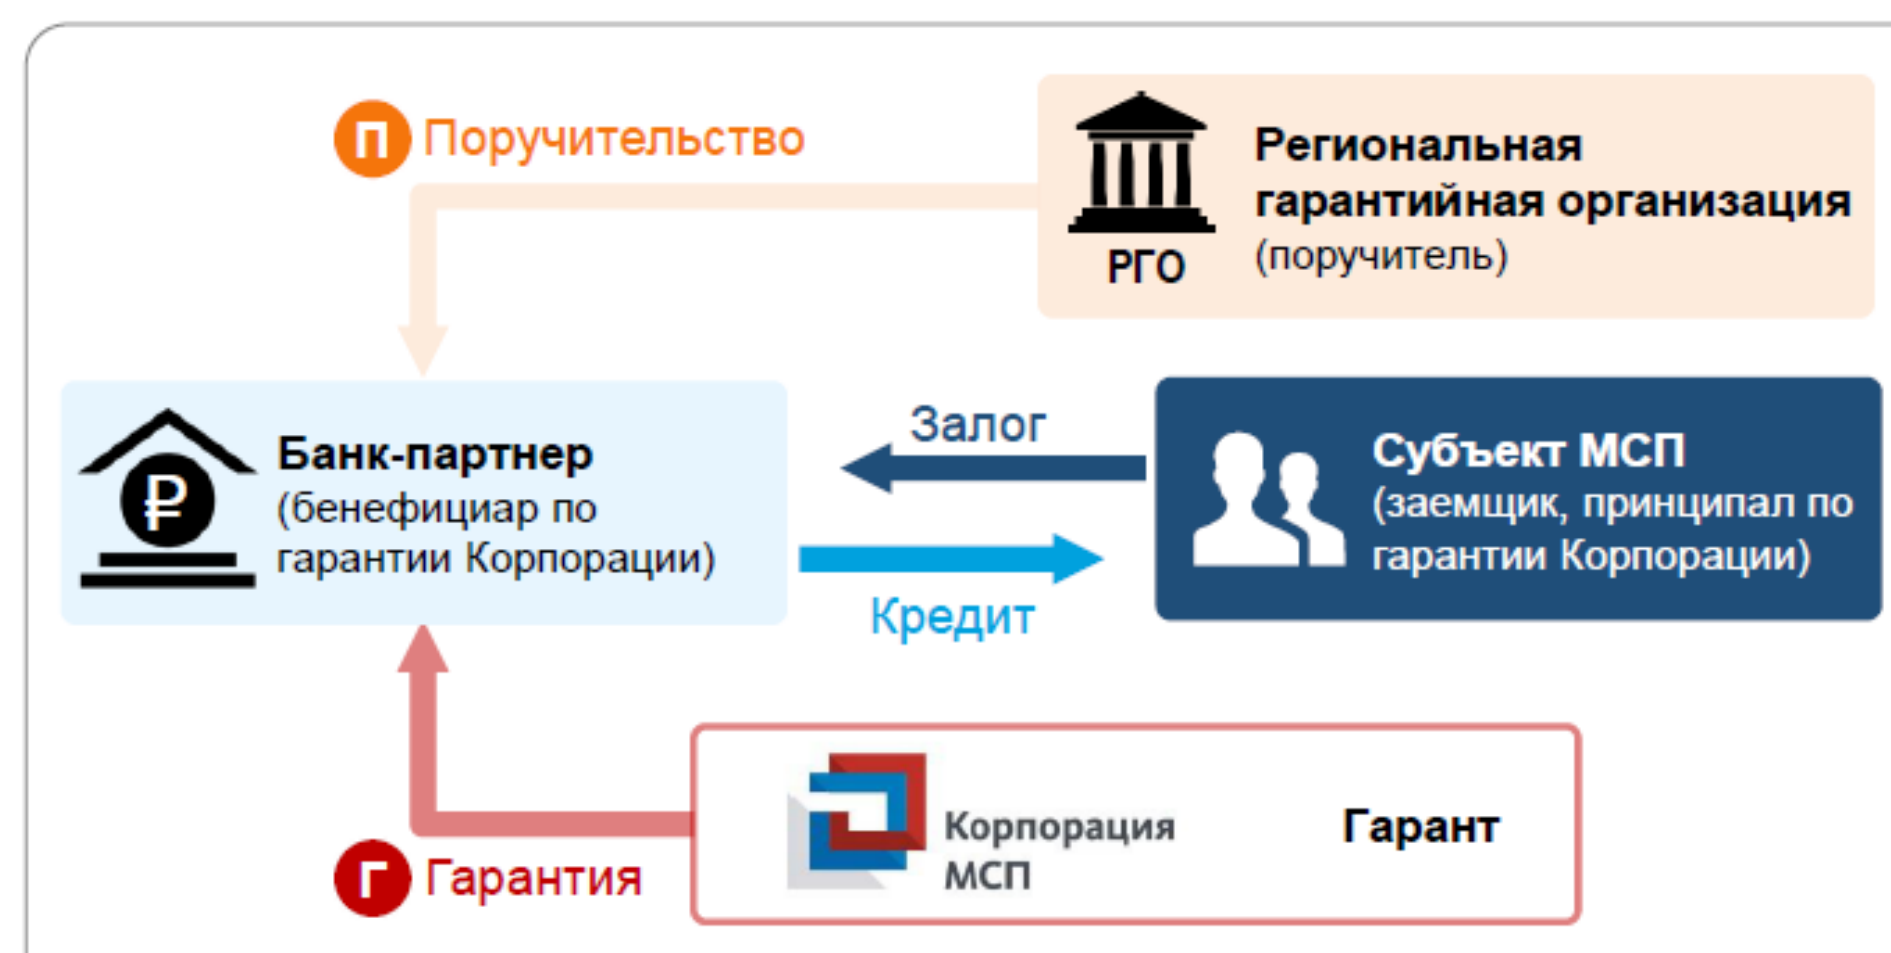 П Поручительство
Региональная
гарантийная организация
(поручитель)
РГО
Банк-партнер
(бенефициар по
гарантии Корпорации)
₽
Залог
Кредит
Субъект МСП
(заемщик, принципал по
гарантии Корпорации)
Корпорация
МСП
Гарант
Г Гарантия